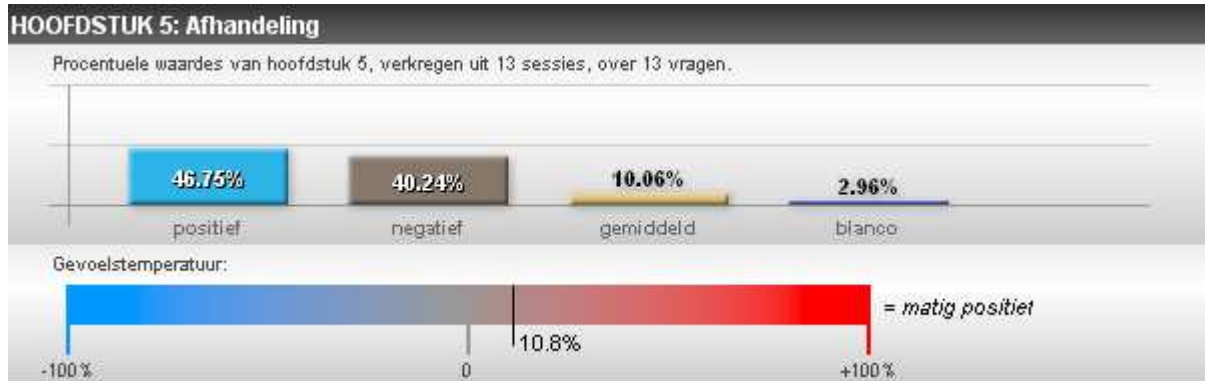 HOOFDSTUK 5: Afhandeling
Procentuele waardes van hoofdstuk 5, verkregen uit 13 sessies, over 13 vragen.
46.75% 40.24% 10.06% 2.96%
positief negatief gemiddeld blanco
Gevoelstemperatuur:
= matig positief
10.8%
-100% 0 +100%